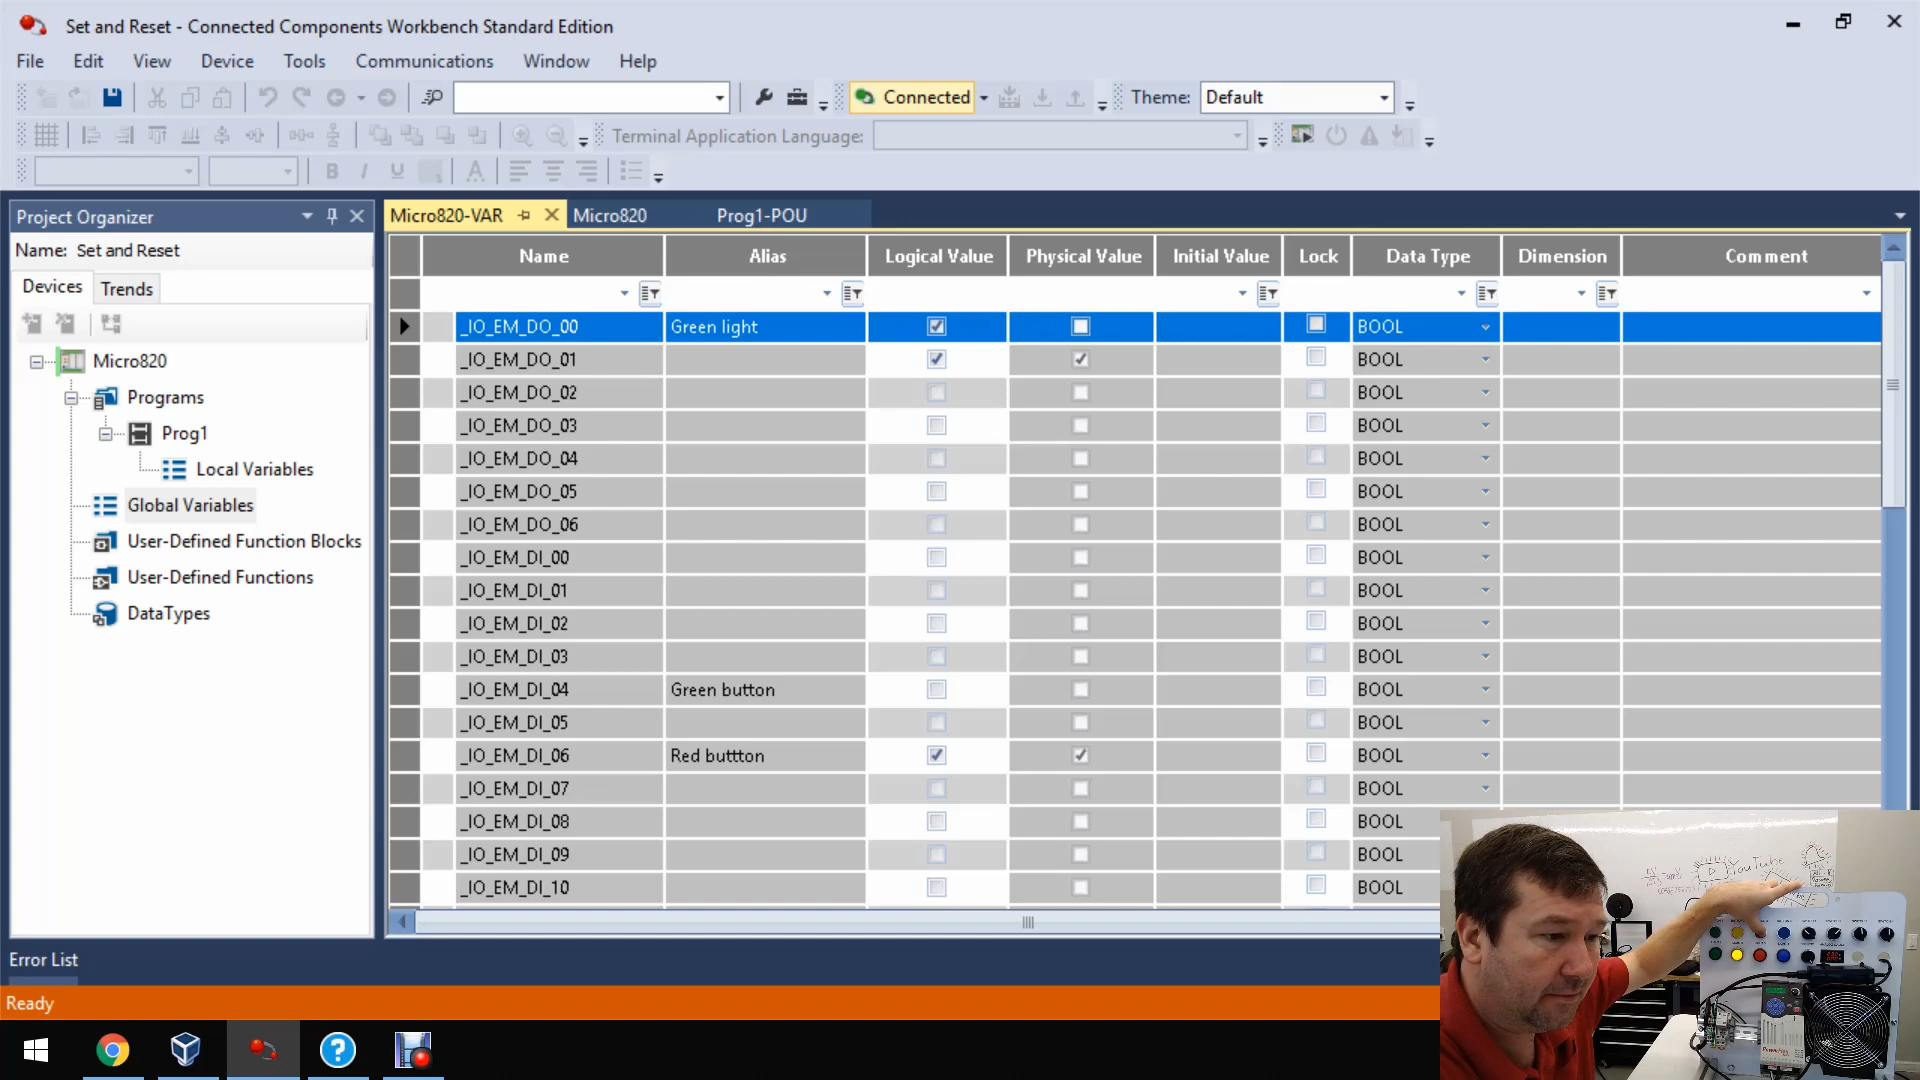 Set and Reset - Connected Components Workbench Standard Edition
File Edit View Device Tools Communications Window Help
Connected Theme: Default
Terminal Application Language:
B I U A
Project Organizer
Name: Set and Reset
Devices Trends
Micro820
Programs
Prog1
Local Variables
Global Variables
User-Defined Function Blocks
User-Defined Functions
DataTypes
Micro820-VAR Micro820 Prog1-POU
Name Alias Logical Value Physical Value Initial Value Lock Data Type Dimension Comment
_IO_EM_DO_00 Green light BOOL
_IO_EM_DO_01 BOOL
_IO_EM_DO_02 BOOL
_IO_EM_DO_03 BOOL
_IO_EM_DO_04 BOOL
_IO_EM_DO_05 BOOL
_IO_EM_DO_06 BOOL
_IO_EM_DI_00 BOOL
_IO_EM_DI_01 BOOL
_IO_EM_DI_02 BOOL
_IO_EM_DI_03 BOOL
_IO_EM_DI_04 Green button BOOL
_IO_EM_DI_05 BOOL
_IO_EM_DI_06 Red buttton BOOL
_IO_EM_DI_07 BOOL
_IO_EM_DI_08 BOOL
_IO_EM_DI_09 BOOL
_IO_EM_DI_10 BOOL
YouTube
Error List
Ready